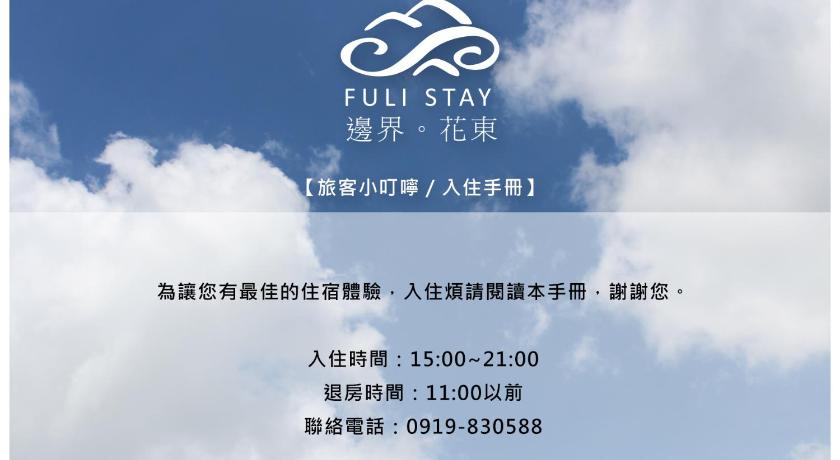 FULI STAY
邊界。花東
【旅客小叮嚀 / 入住手冊】
為讓您有最佳的住宿體驗，入住煩請閱讀本手冊，謝謝您。
入住時間：15:00~21:00
退房時間：11:00以前
聯絡電話：0919-830588